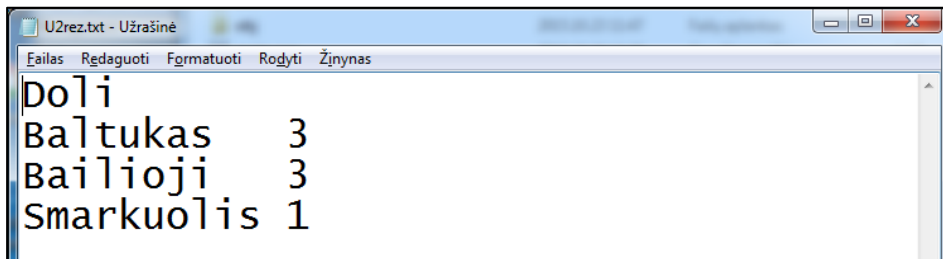 U2rez.txt - Užrašinė
Failas Redaguoti Formatuoti Rodyti Žinynas
Doli
Baltukas 3
Bailioji 3
Smarkuolis 1